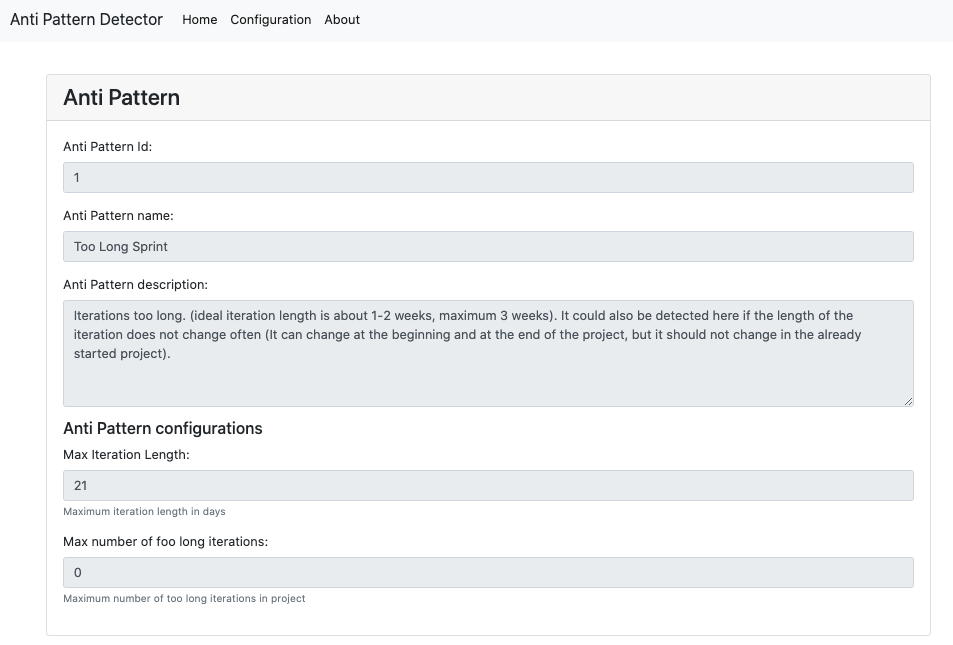 Anti Pattern Detector Home Configuration About
Anti Pattern
Anti Pattern Id:
1
Anti Pattern name:
Too Long Sprint
Anti Pattern description:
Iterations too long. (ideal iteration length is about 1-2 weeks, maximum 3 weeks). It could also be detected here if the length of the
iteration does not change often (It can change at the beginning and at the end of the project, but it should not change in the already
started project).
Anti Pattern configurations
Max Iteration Length:
21
Maximum iteration length in days
Max number of foo long iterations:
0
Maximum number of too long iterations in project